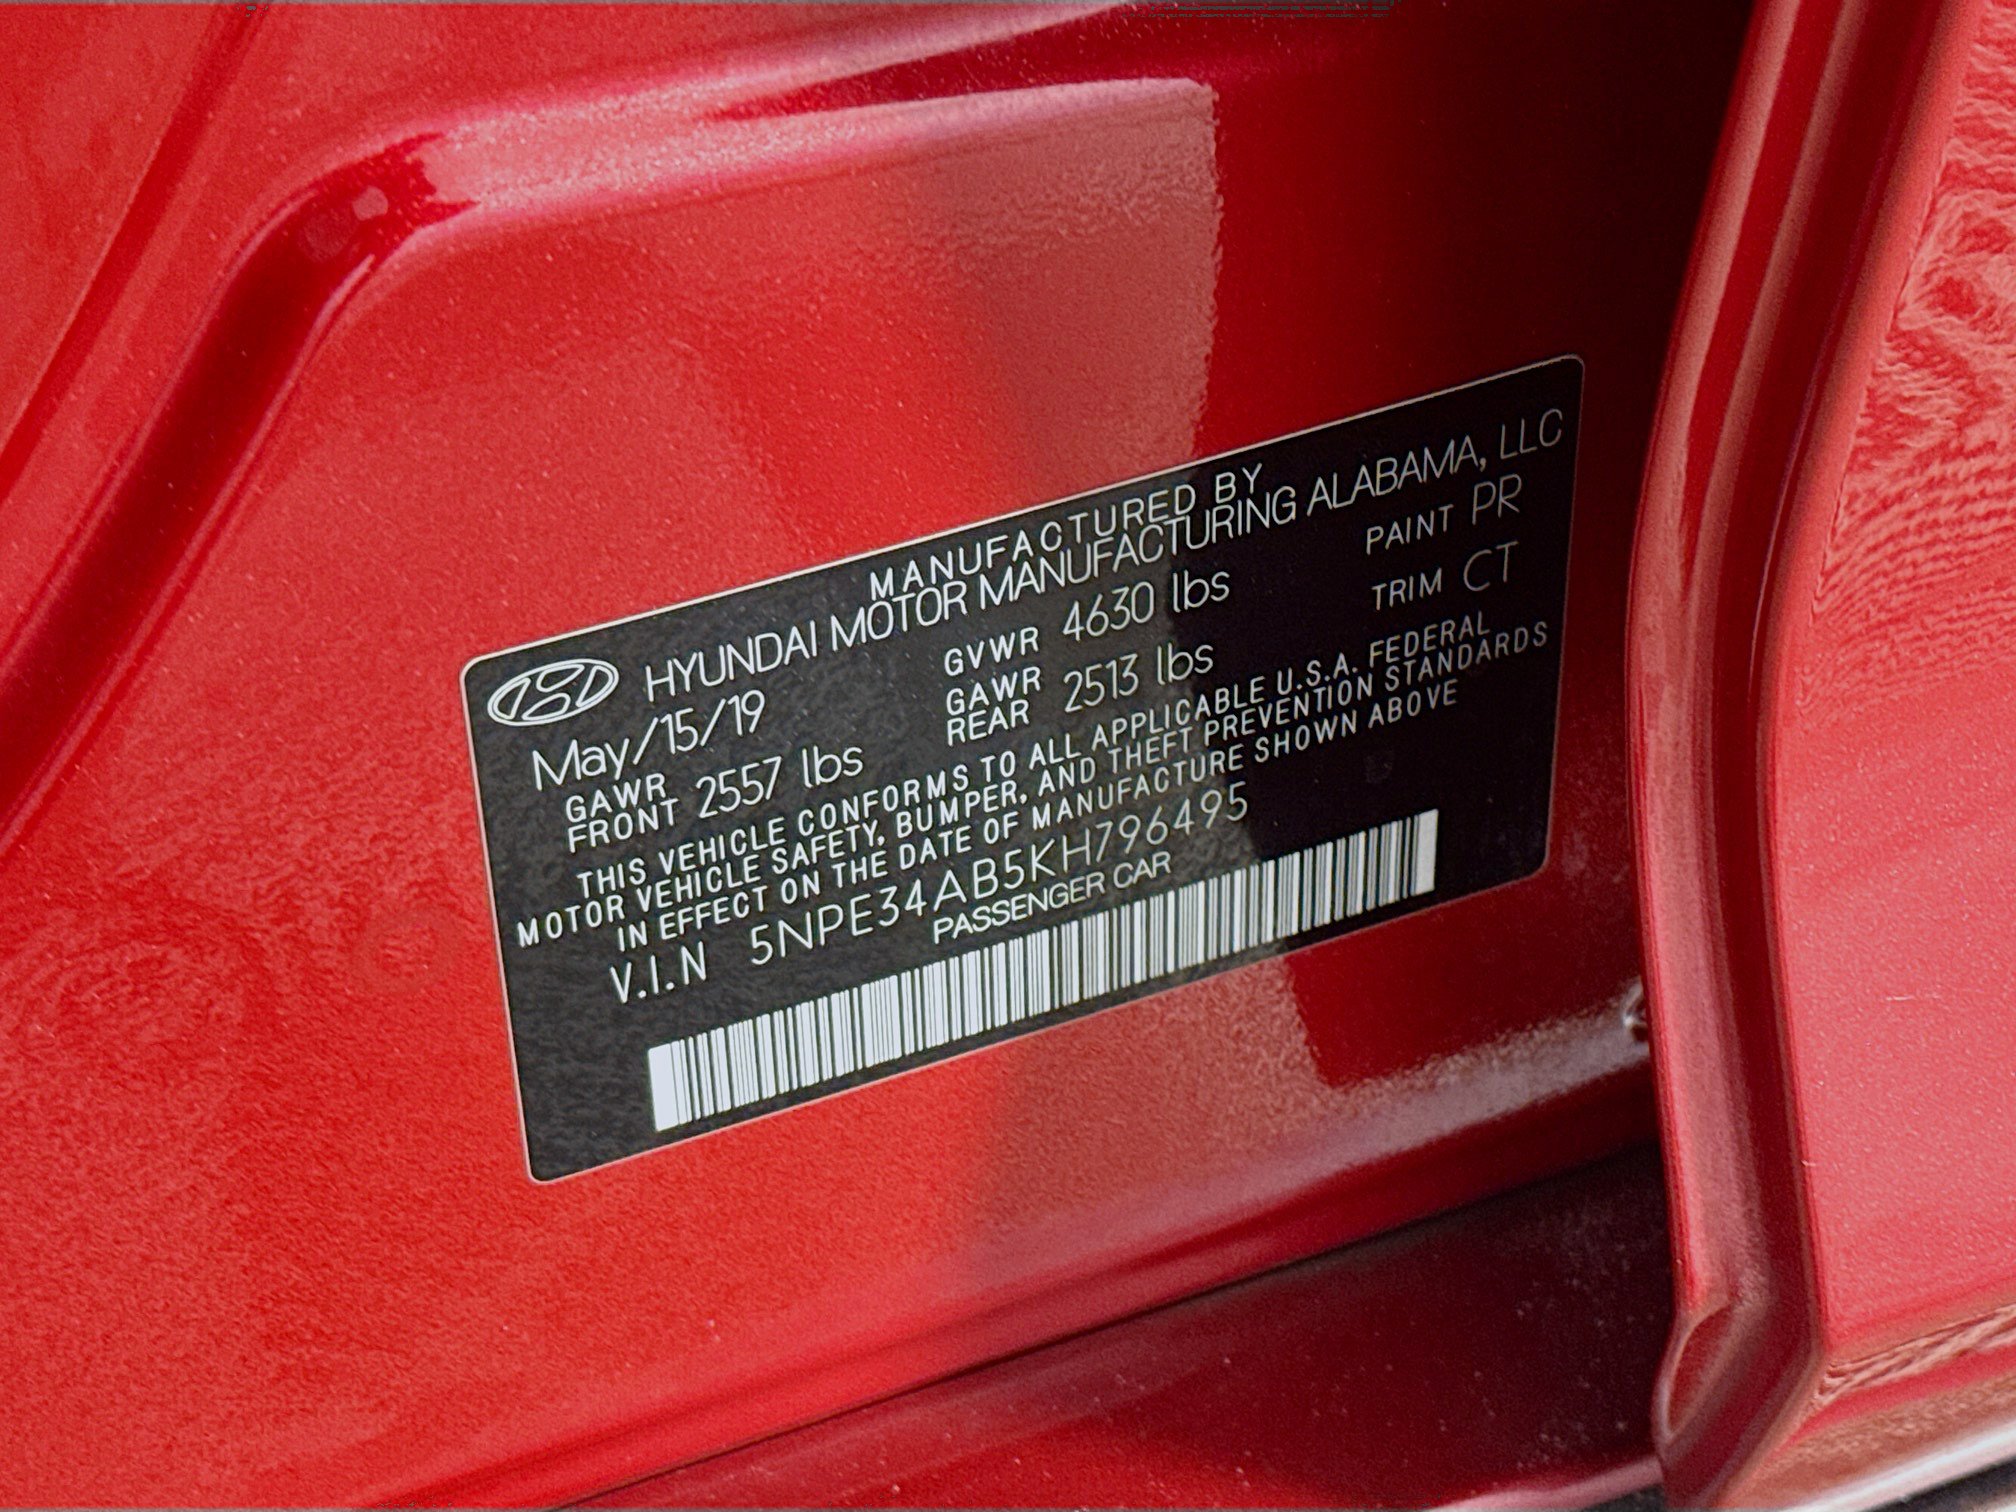 MANUFACTURED BY
HYUNDAI MOTOR MANUFACTURING ALABAMA, LLC
May/15/19 GVWR 4630 lbs PAINT PR
GAWR FRONT 2557 lbs GAWR REAR 2513 lbs TRIM CT
THIS VEHICLE CONFORMS TO ALL APPLICABLE U.S.A. FEDERAL
MOTOR VEHICLE SAFETY, BUMPER, AND THEFT PREVENTION STANDARDS
IN EFFECT ON THE DATE OF MANUFACTURE SHOWN ABOVE
V.I.N 5NPE34AB5KH796495
PASSENGER CAR